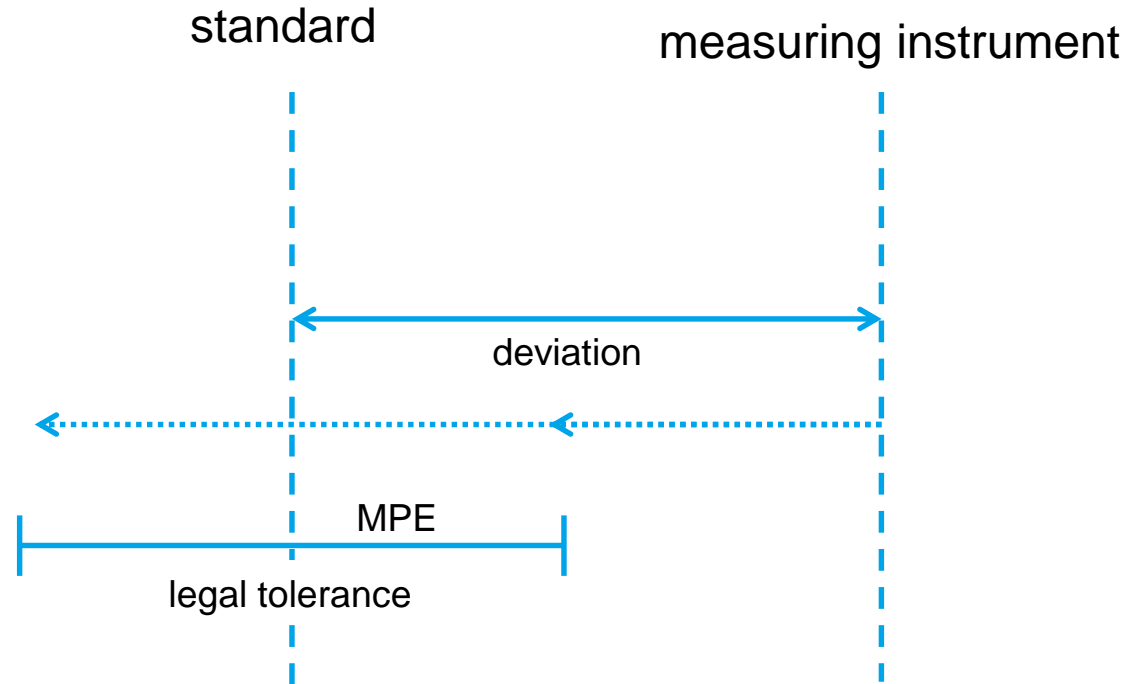 standard
measuring instrument
deviation
MPE
legal tolerance